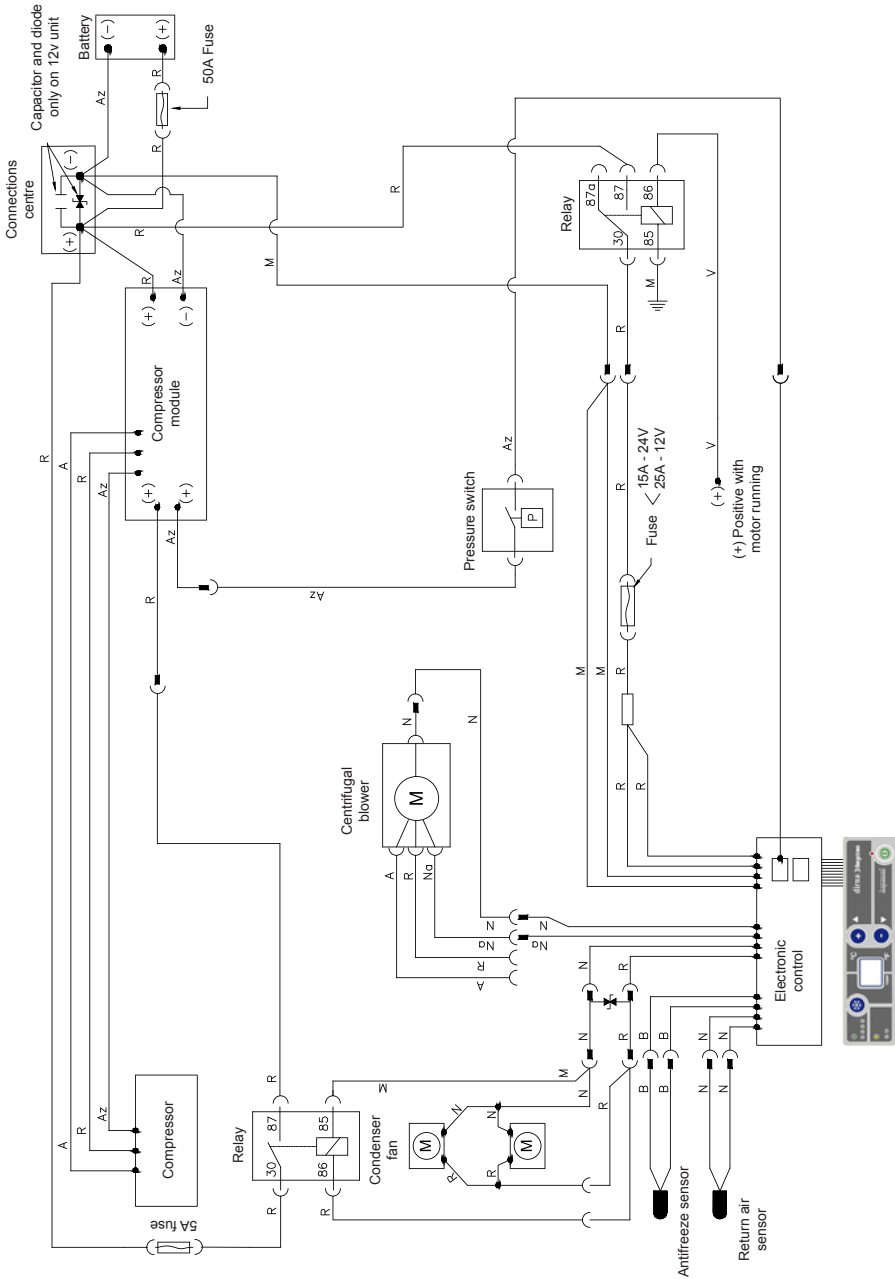 Connections
centre
Capacitor and diode
only on 12v unit
Battery
(-)
(+)
(+)
(-)
Az
R
R
50A Fuse
R
A
R
Az
R
Az
R
M
R
Compressor
module
(+)
(-)
(+)
(+)
R
Az
Az
Pressure switch
P
Az
Relay
87a
87
86
30
85
M
R
V
V
(+)
(+) Positive with
motor running
R
Fuse
15A - 24V
25A - 12V
R
R
R
M
M
Centrifugal
blower
M
N
N
A
R
Na
Na
R
A
N
Na
N
R
Compressor
A
R
Az
5A fuse
R
Relay
87
85
30
86
R
R
R
M
M
Condenser
fan
M
M
N
R
N
R
N
R
N
R
B
B
B
B
N
N
N
N
Antifreeze sensor
Return air
sensor
Electronic
control
dirna
°C
°F
+
-